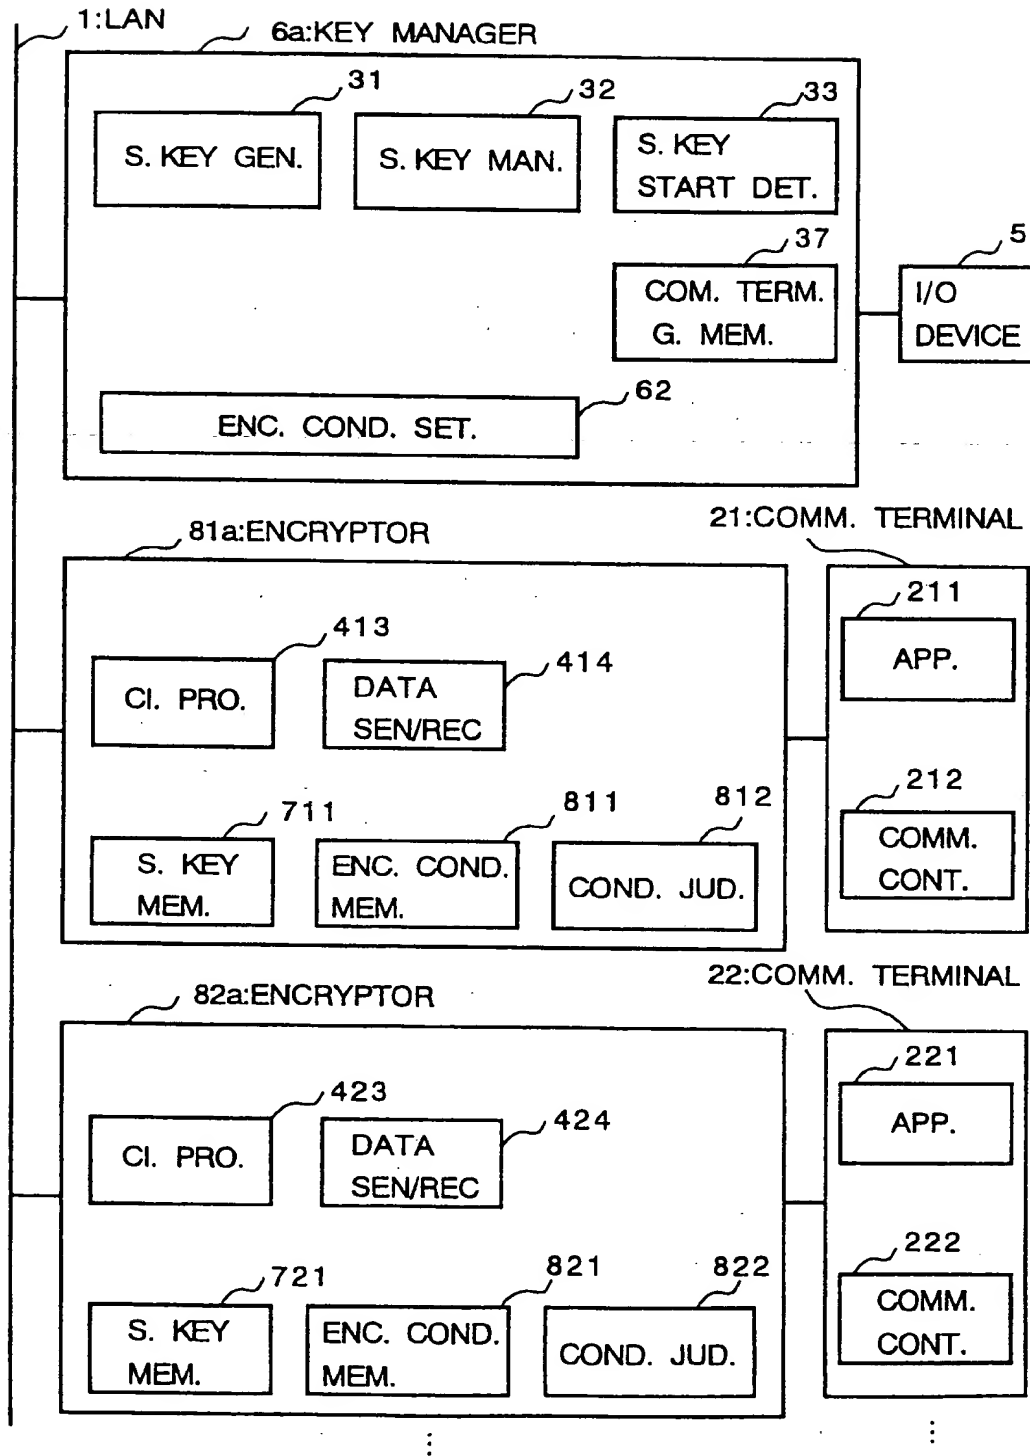 1:LAN
6a:KEY MANAGER
31
32
33
S. KEY GEN.
S. KEY MAN.
S. KEY
START DET.
37
5
COM. TERM.
G. MEM.
I/O
DEVICE
62
ENC. COND. SET.
81a:ENCRYPTOR
21:COMM. TERMINAL
413
414
211
CI. PRO.
DATA
SEN/REC
APP.
711
811
812
212
S. KEY
MEM.
ENC. COND.
MEM.
COND. JUD.
COMM.
CONT.
82a:ENCRYPTOR
22:COMM. TERMINAL
423
424
221
CI. PRO.
DATA
SEN/REC
APP.
721
821
822
222
S. KEY
MEM.
ENC. COND.
MEM.
COND. JUD.
COMM.
CONT.